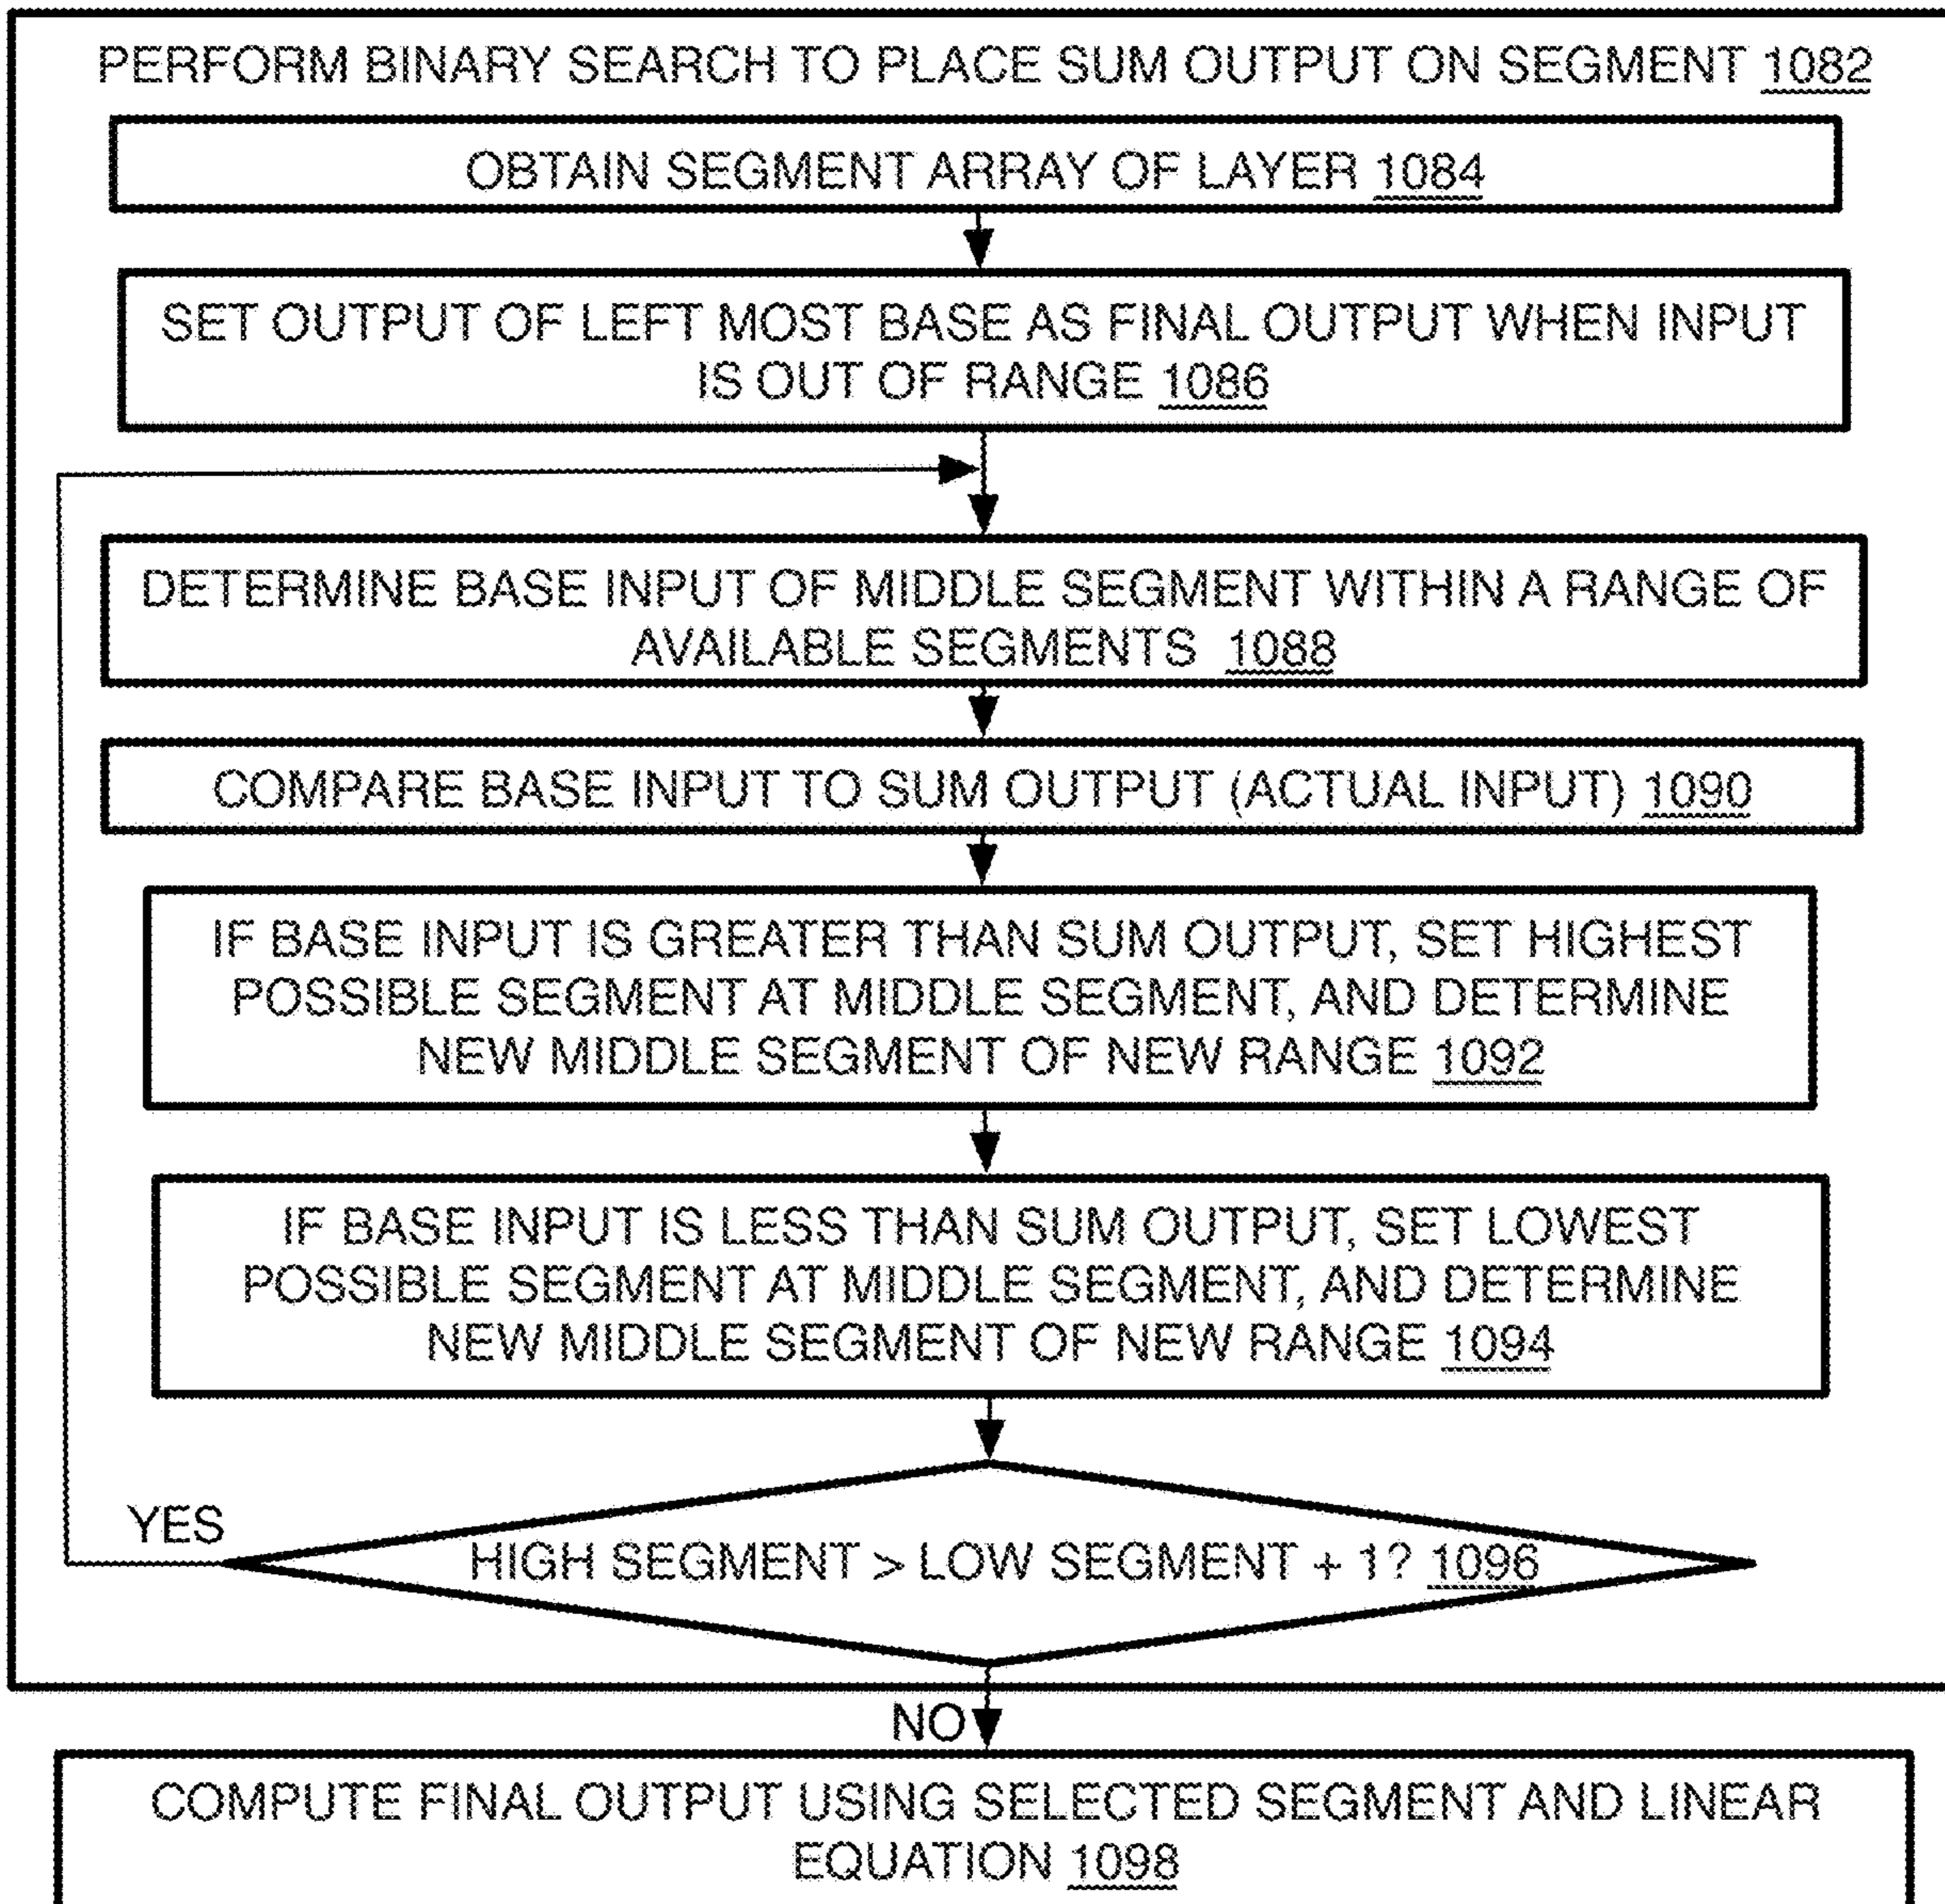 PERFORM BINARY SEARCH TO PLACE SUM OUTPUT ON SEGMENT 1082
OBTAIN SEGMENT ARRAY OF LAYER 1084
SET OUTPUT OF LEFT MOST BASE AS FINAL OUTPUT WHEN INPUT
IS OUT OF RANGE 1086
DETERMINE BASE INPUT OF MIDDLE SEGMENT WITHIN A RANGE OF
AVAILABLE SEGMENTS 1088
COMPARE BASE INPUT TO SUM OUTPUT (ACTUAL INPUT) 1090
IF BASE INPUT IS GREATER THAN SUM OUTPUT, SET HIGHEST
POSSIBLE SEGMENT AT MIDDLE SEGMENT, AND DETERMINE
NEW MIDDLE SEGMENT OF NEW RANGE 1092
IF BASE INPUT IS LESS THAN SUM OUTPUT, SET LOWEST
POSSIBLE SEGMENT AT MIDDLE SEGMENT, AND DETERMINE
NEW MIDDLE SEGMENT OF NEW RANGE 1094
YES
HIGH SEGMENT > LOW SEGMENT + 1? 1096
NO
COMPUTE FINAL OUTPUT USING SELECTED SEGMENT AND LINEAR
EQUATION 1098